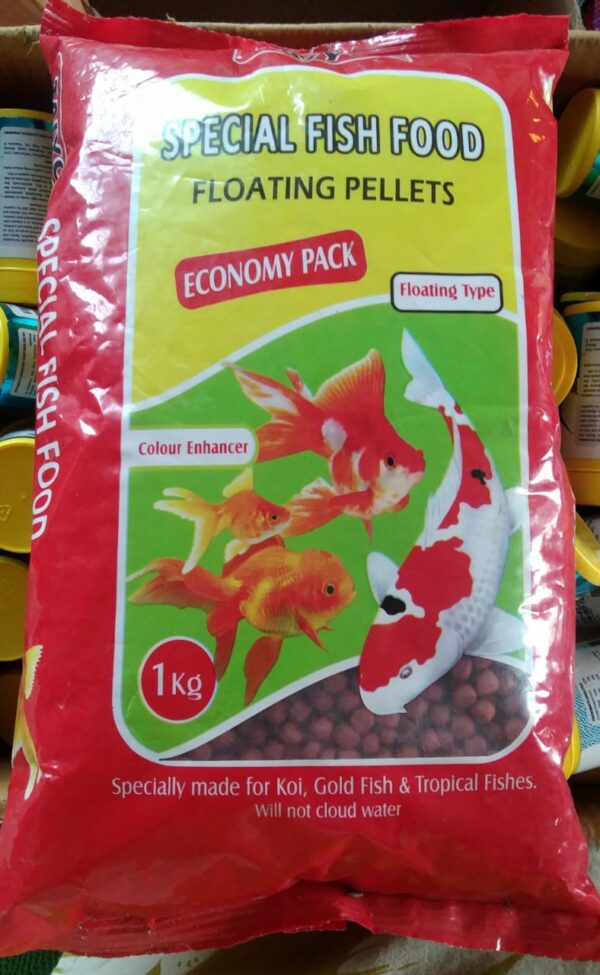 SPECIAL FISH FOOD
FLOATING PELLETS
ECONOMY PACK
Floating Type
Colour Enhancer
1Kg
Specially made for Koi, Gold Fish & Tropical Fishes.
Will not cloud water
SPECIAL FISH FOOD